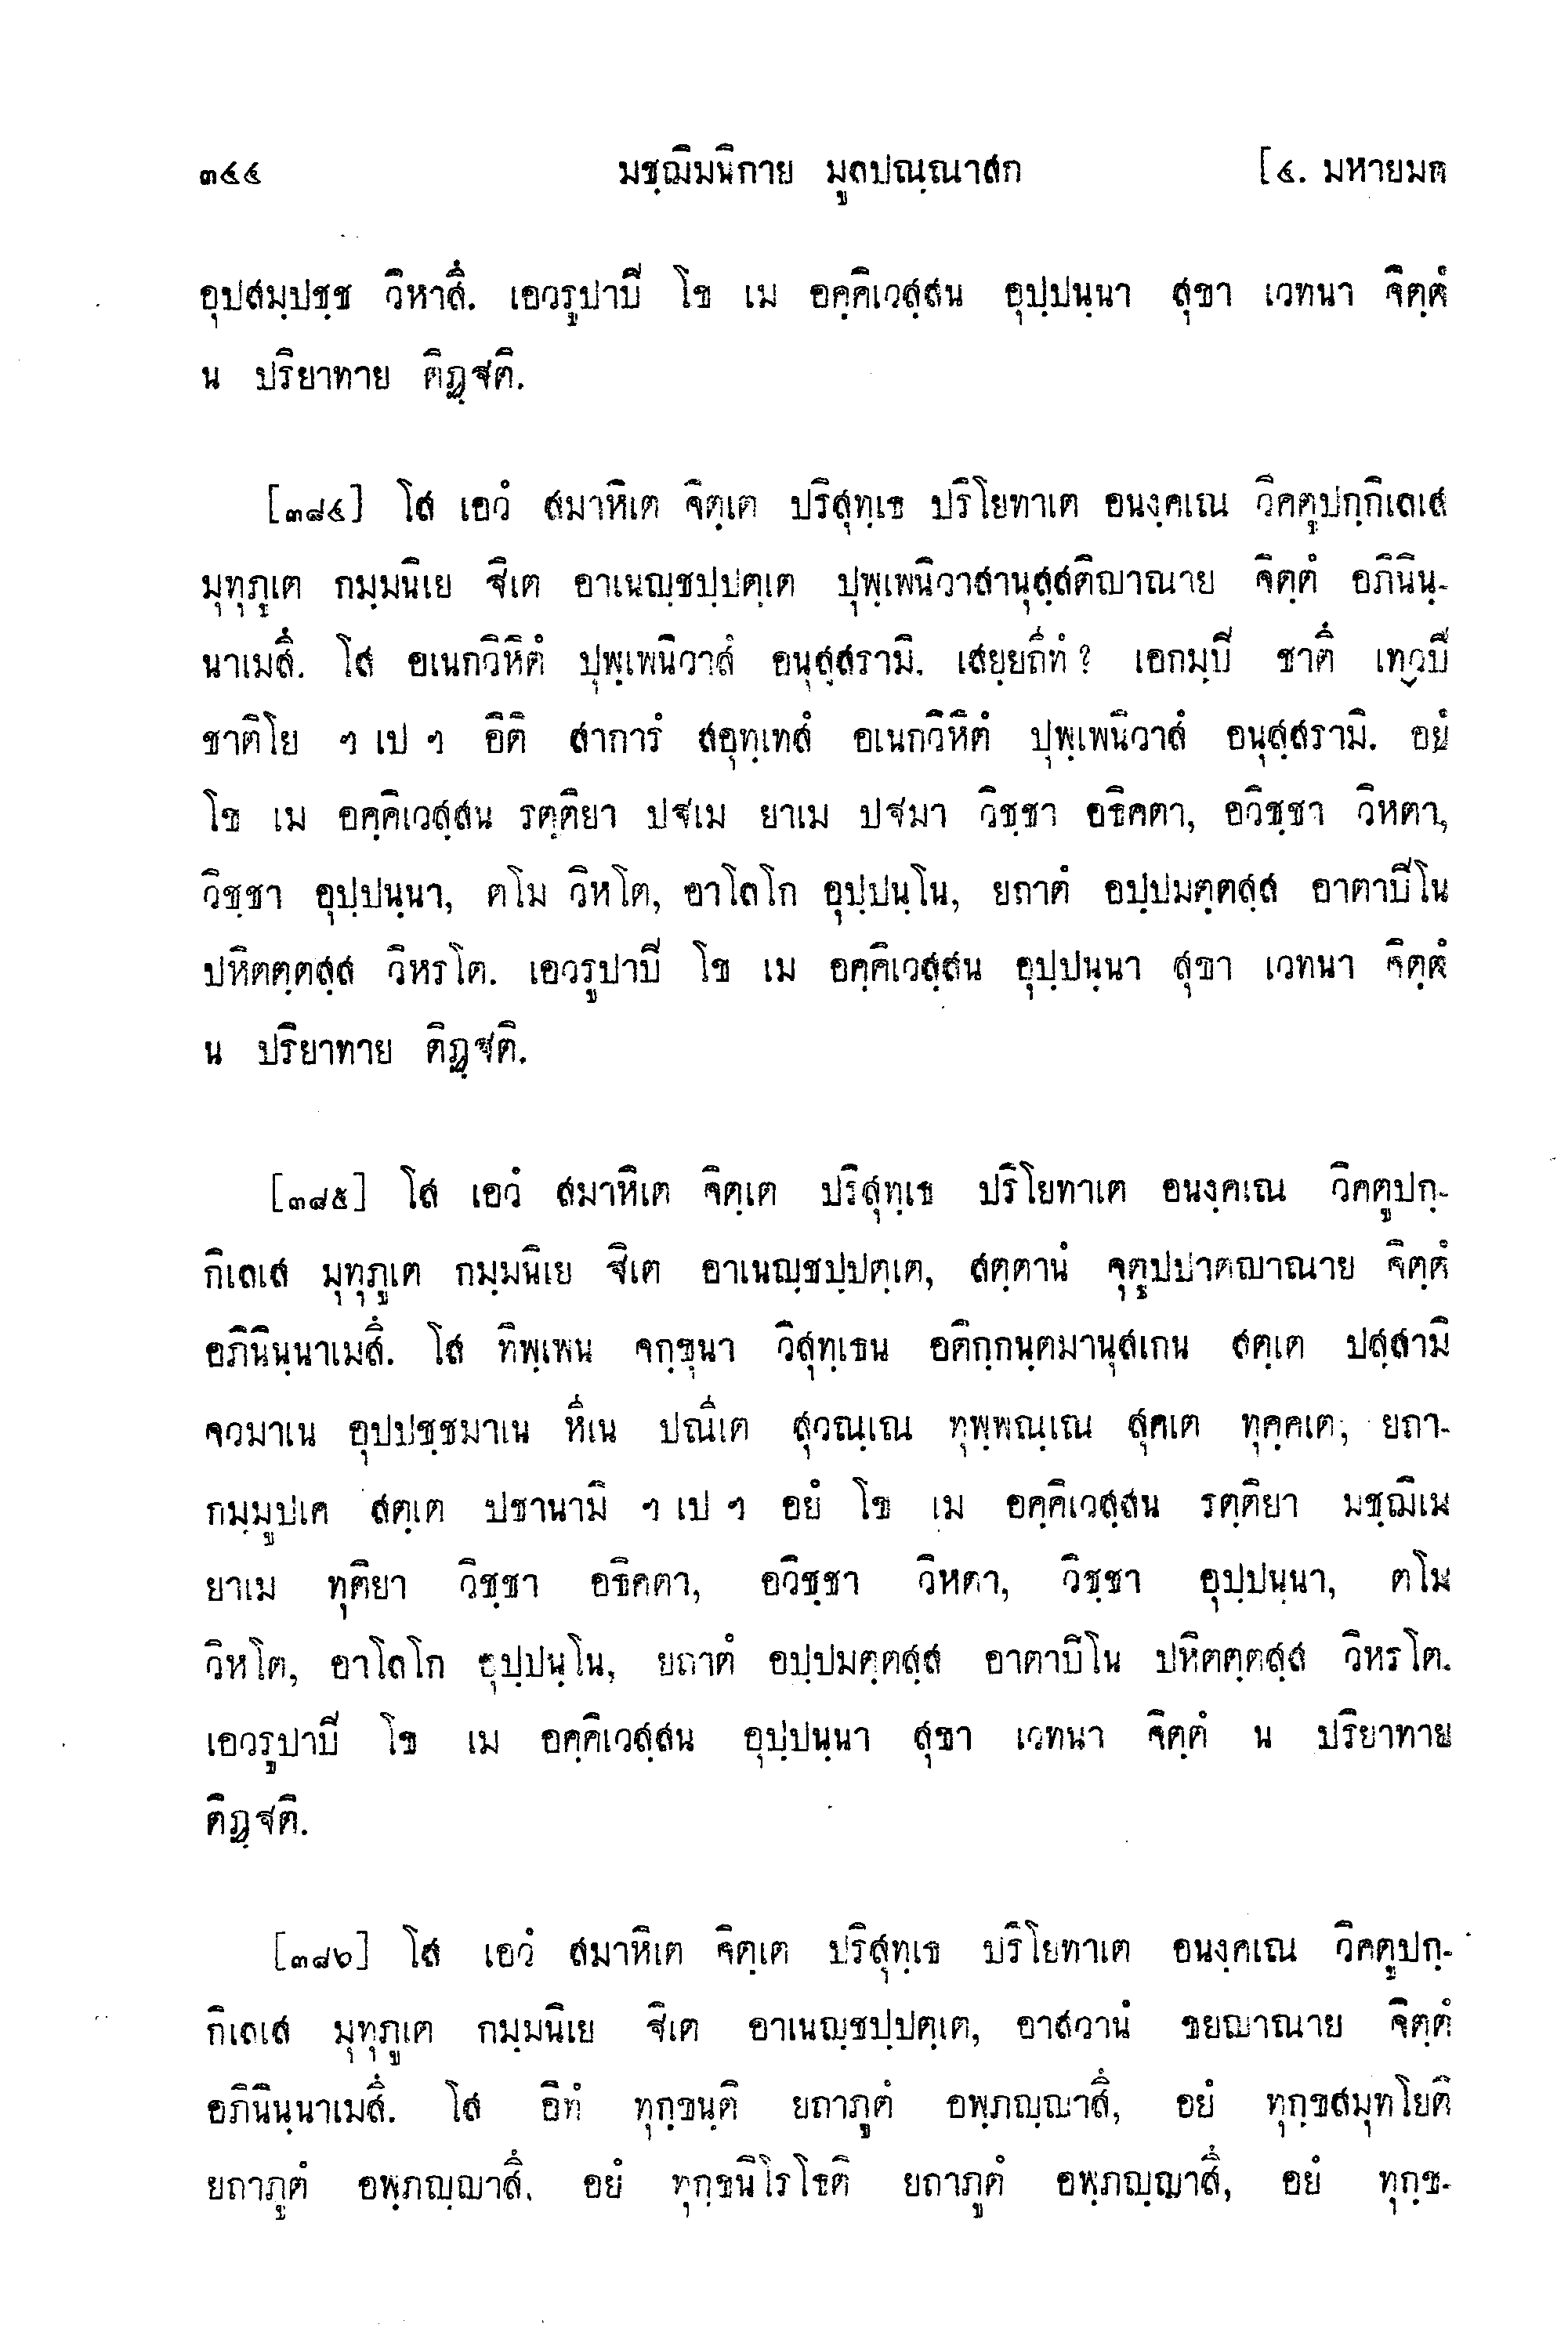 ๓๔๔ มชฺฌิมนิกาย มูลปณฺณาสก [๔. มหายมก
อุปสมฺปชฺช วิหาสึ. เอวรูปาปิ โข เม อคฺคิเวสฺสน อุปฺปนฺนา สุขา เวทนา จิตฺตํ
น ปริยาทาย ติฏฺฐติ.
[๓๘๔] โส เอวํ สมาหิเต จิตฺเต ปริสุทฺเธ ปริโยทาเต อนงฺคเณ วิคตูปกฺกิเลเส
มุทุภูเต กมฺมนิเย ฐิเต อาเนญฺชปฺปตฺเต ปุพฺเพนิวาสานุสฺสติญาณาย จิตฺตํ อภินินฺ-
นาเมสึ. โส อเนกวิหิตํ ปุพฺเพนิวาสํ อนุสฺสรามิ. เสยฺยถีทํ? เอกมฺปิ ชาตึ เทฺวปิ
ชาติโย ฯ เป ฯ อิติ สาการํ สอุทฺเทสํ อเนกวิหิตํ ปุพฺเพนิวาสํ อนุสฺสรามิ. อยํ
โข เม อคฺคิเวสฺสน รตฺติยา ปฐเม ยาเม ปฐมา วิชฺชา อธิคตา, อวิชฺชา วิหตา,
วิชฺชา อุปฺปนฺนา, ตโม วิหโต, อาโลโก อุปฺปนฺโน, ยถาตํ อปฺปมตฺตสฺส อาตาปิโน
ปหิตตฺตสฺส วิหรโต. เอวรูปาปิ โข เม อคฺคิเวสฺสน อุปฺปนฺนา สุขา เวทนา จิตฺตํ
น ปริยาทาย ติฏฺฐติ.
[๓๘๕] โส เอวํ สมาหิเต จิตฺเต ปริสุทฺเธ ปริโยทาเต อนงฺคเณ วิคตูปกฺ-
กิเลเส มุทุภูเต กมฺมนิเย ฐิเต อาเนญฺชปฺปตฺเต, สตฺตานํ จุตูปปาตญาณาย จิตฺตํ
อภินินฺนาเมสึ. โส ทิพฺเพน จกฺขุนา วิสุทฺเธน อติกฺกนฺตมานุสเกน สตฺเต ปสฺสามิ
จวมาเน อุปปชฺชมาเน หีเน ปณีเต สุวณฺเณ ทุพฺพณฺเณ สุคเต ทุคฺคเต; ยถา-
กมฺมูปเค สตฺเต ปชานามิ ฯ เป ฯ อยํ โข เม อคฺคิเวสฺสน รตฺติยา มชฺฌิเม
ยาเม ทุติยา วิชฺชา อธิคตา, อวิชฺชา วิหตา, วิชฺชา อุปฺปนฺนา, ตโม
วิหโต, อาโลโก อุปฺปนฺโน, ยถาตํ อปฺปมตฺตสฺส อาตาปิโน ปหิตตฺตสฺส วิหรโต.
เอวรูปาปิ โข เม อคฺคิเวสฺสน อุปฺปนฺนา สุขา เวทนา จิตฺตํ น ปริยาทาย
ติฏฺฐติ.
[๓๘๖] โส เอวํ สมาหิเต จิตฺเต ปริสุทฺเธ ปริโยทาเต อนงฺคเณ วิคตูปกฺ-
กิเลเส มุทุภูเต กมฺมนิเย ฐิเต อาเนญฺชปฺปตฺเต, อาสวานํ ขยญาณาย จิตฺตํ
อภินินฺนาเมสึ. โส อิทํ ทุกฺขนฺติ ยถาภูตํ อพฺภญฺญาสึ, อยํ ทุกฺขสมุทโยติ
ยถาภูตํ อพฺภญฺญาสึ. อยํ ทุกฺขนิโรโธติ ยถาภูตํ อพฺภญฺญาสึ, อยํ ทุกฺข-